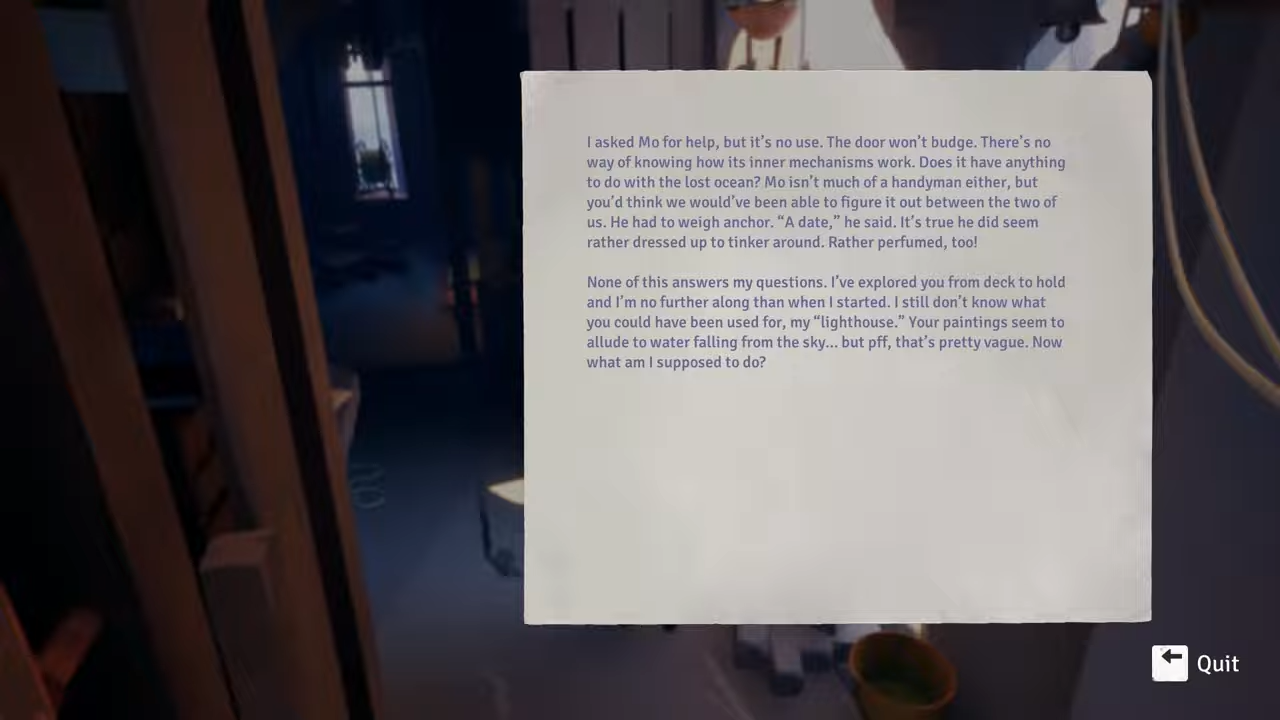 I asked Mo for help, but it's no use. The door won't budge. There's no
way of knowing how its inner mechanisms work. Does it have anything
to do with the lost ocean? Mo isn't much of a handyman either, but
you'd think we would've been able to figure it out between the two of
us. He had to weigh anchor. “A date,” he said. It's true he did seem
rather dressed up to tinker around. Rather perfumed, too!
None of this answers my questions. I've explored you from deck to hold
and I'm no further along than when I started. I still don't know what
you could have been used for, my “lighthouse.” Your paintings seem to
allude to water falling from the sky... but pff, that's pretty vague. Now
what am I supposed to do?
Quit